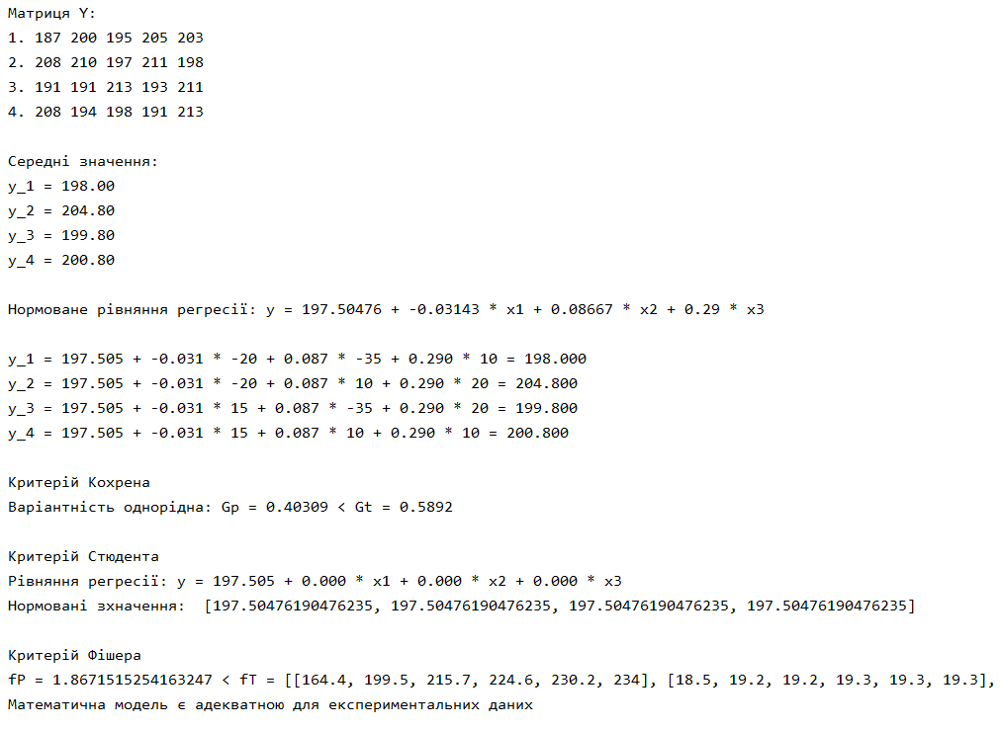 Матриця Y:
1. 187 200 195 205 203
2. 208 210 197 211 198
3. 191 191 213 193 211
4. 208 194 198 191 213
Середні значення:
y_1 = 198.00
y_2 = 204.80
y_3 = 199.80
y_4 = 200.80
Нормоване рівняння регресії: y = 197.50476 + -0.03143 * x1 + 0.08667 * x2 + 0.29 * x3
y_1 = 197.505 + -0.031 * -20 + 0.087 * -35 + 0.290 * 10 = 198.000
y_2 = 197.505 + -0.031 * -20 + 0.087 * 10 + 0.290 * 20 = 204.800
y_3 = 197.505 + -0.031 * 15 + 0.087 * -35 + 0.290 * 20 = 199.800
y_4 = 197.505 + -0.031 * 15 + 0.087 * 10 + 0.290 * 10 = 200.800
Критерій Кохрена
Варіантність однорідна: Gp = 0.40309 < Gt = 0.5892
Критерій Стюдента
Рівняння регресії: y = 197.505 + 0.000 * x1 + 0.000 * x2 + 0.000 * x3
Нормовані зхначення:  [197.50476190476235, 197.50476190476235, 197.50476190476235, 197.50476190476235]
Критерій Фішера
fP = 1.8671515254163247 < fT = [[164.4, 199.5, 215.7, 224.6, 230.2, 234], [18.5, 19.2, 19.2, 19.3, 19.3, 19.3],
Математична модель є адекватною для експериментальних даних